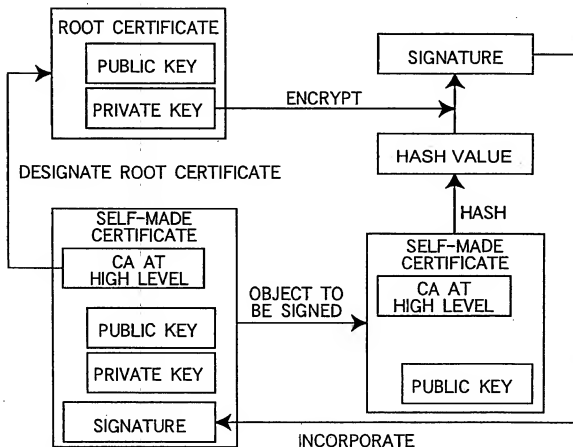 ROOT CERTIFICATE
PUBLIC KEY
PRIVATE KEY
SIGNATURE
ENCRYPT
HASH VALUE
DESIGNATE ROOT CERTIFICATE
HASH
SELF-MADE
CERTIFICATE
CA AT
HIGH LEVEL
PUBLIC KEY
PRIVATE KEY
SIGNATURE
OBJECT TO
BE SIGNED
SELF-MADE
CERTIFICATE
CA AT
HIGH LEVEL
PUBLIC KEY
INCORPORATE